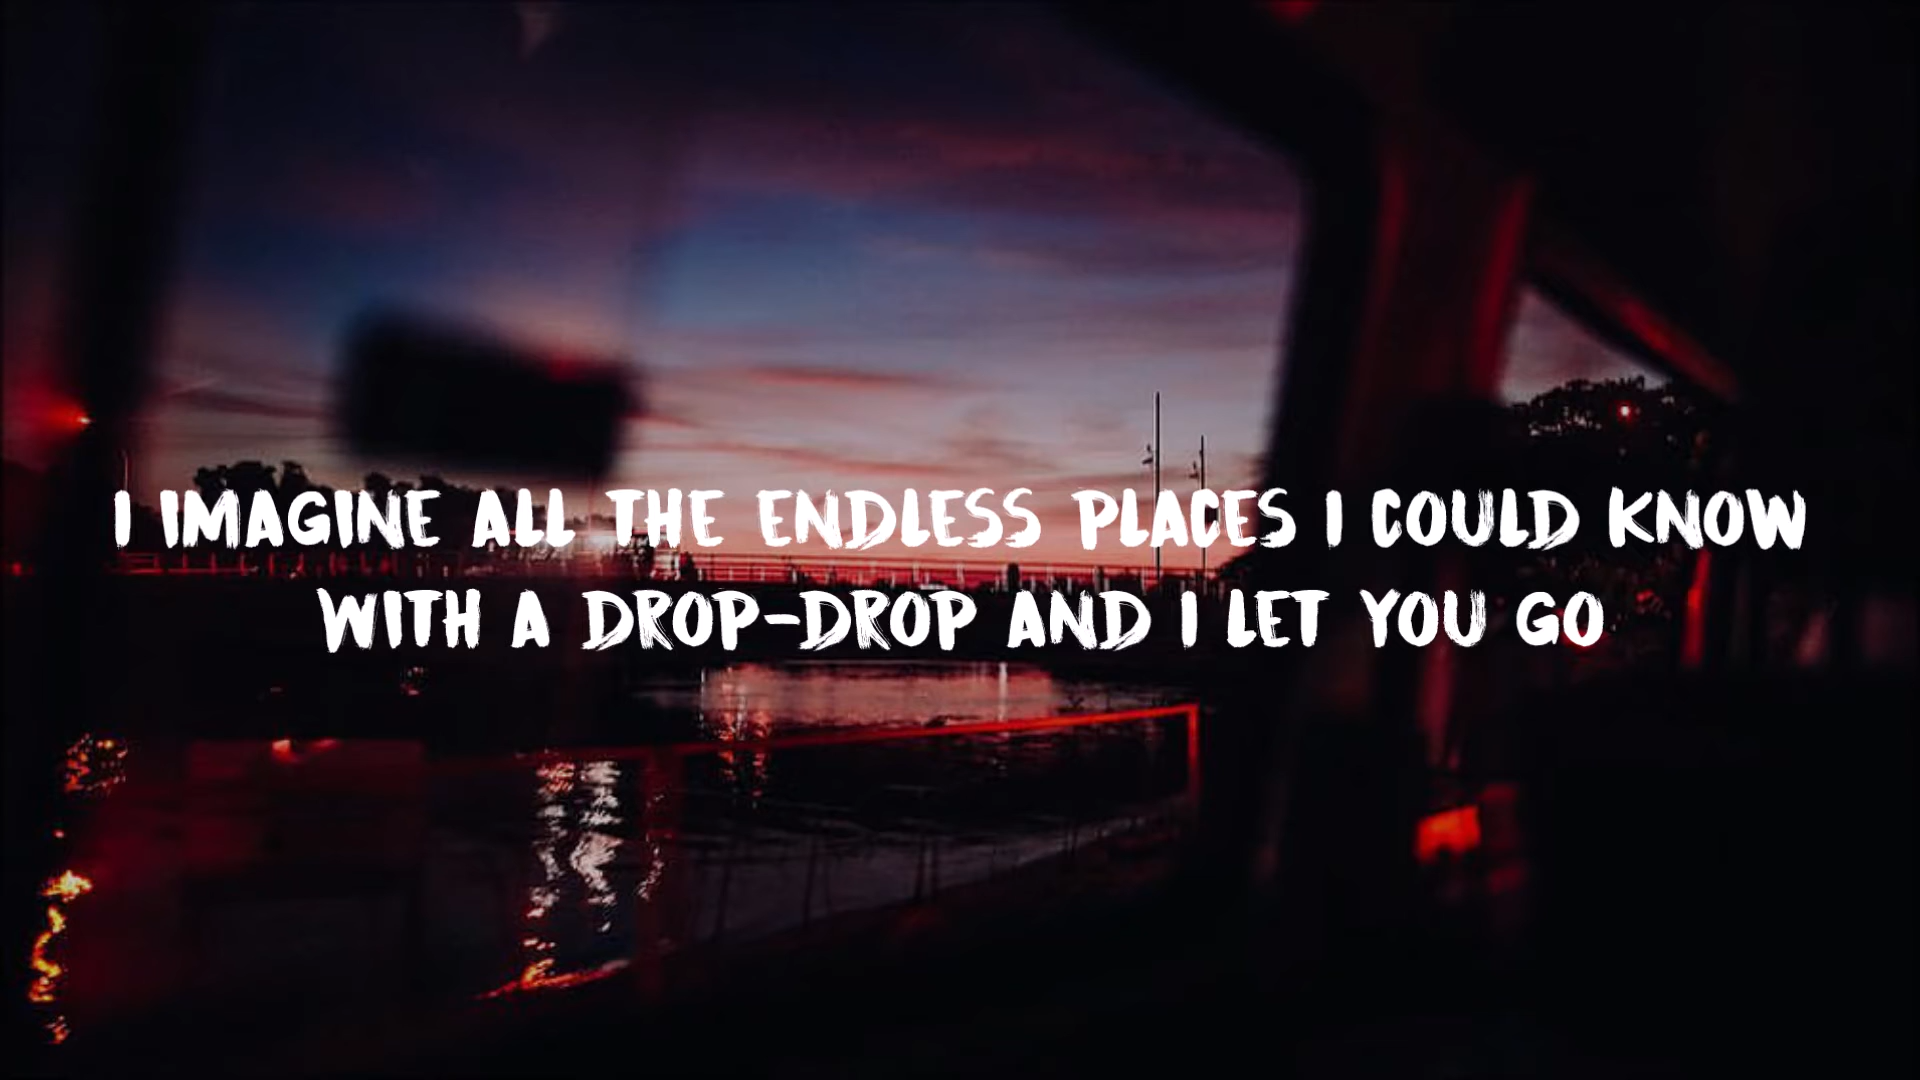 I IMAGINE ALL THE ENDLESS PLACES I COULD KNOW
WITH A DROP-DROP AND I LET YOU GO